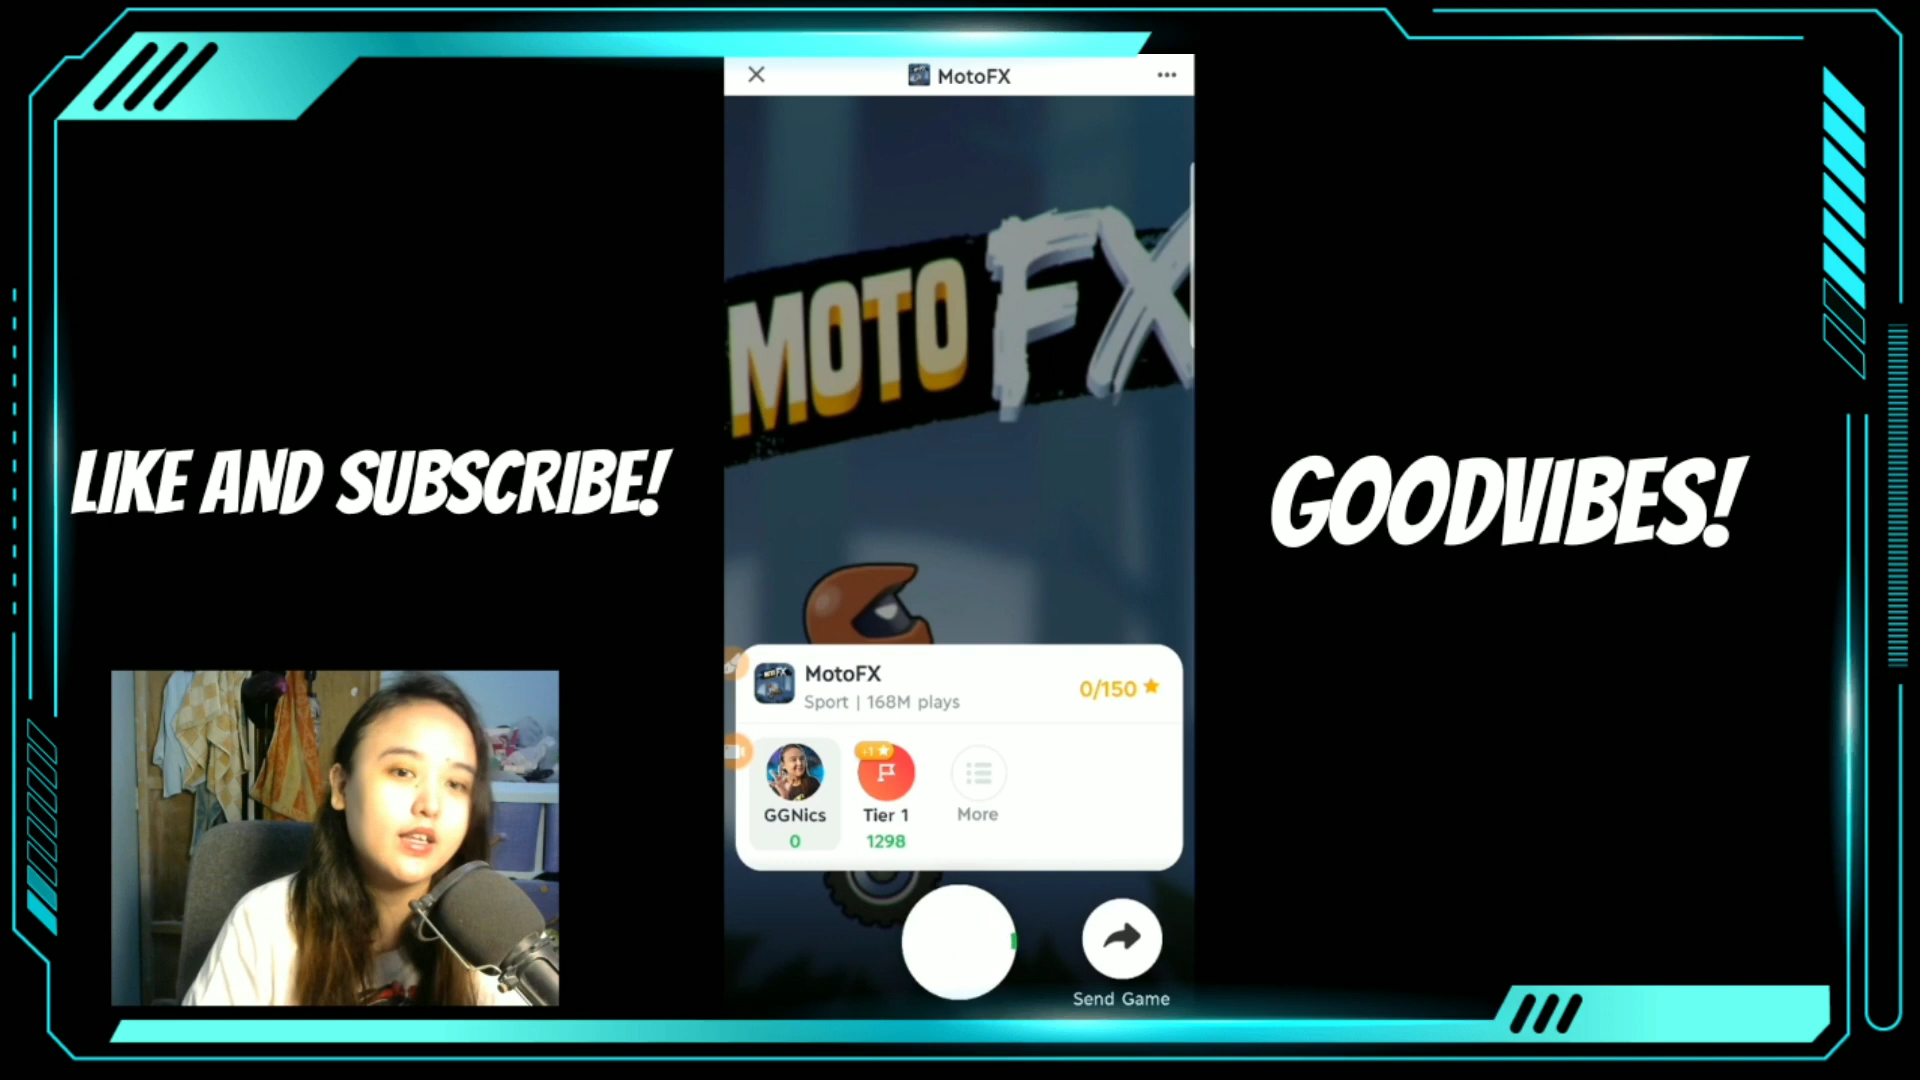 MotoFX
MOTO FX
LIKE AND SUBSCRIBE!
GOODVIBES!
MotoFX
Sport | 168M plays
0/150
+1
GGNics
Tier 1
More
0
1298
Send Game